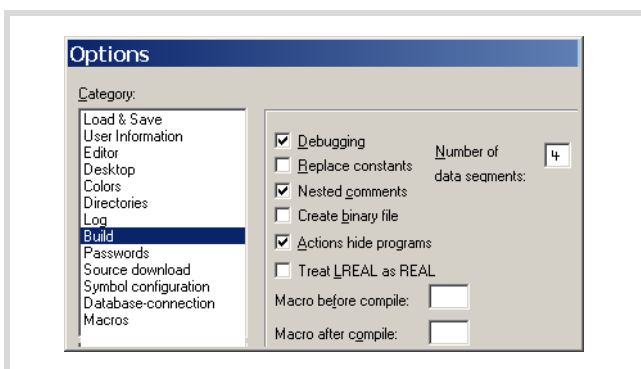 Options
Category:
Load & Save
User Information
Editor
Desktop
Colors
Directories
Log
Build
Passwords
Source download
Symbol configuration
Database-connection
Macros
Debugging
Replace constants
Nested comments
Create binary file
Actions hide programs
Treat LREAL as REAL
Macro before compile:
Macro after compile:
Number of
data segments:
4